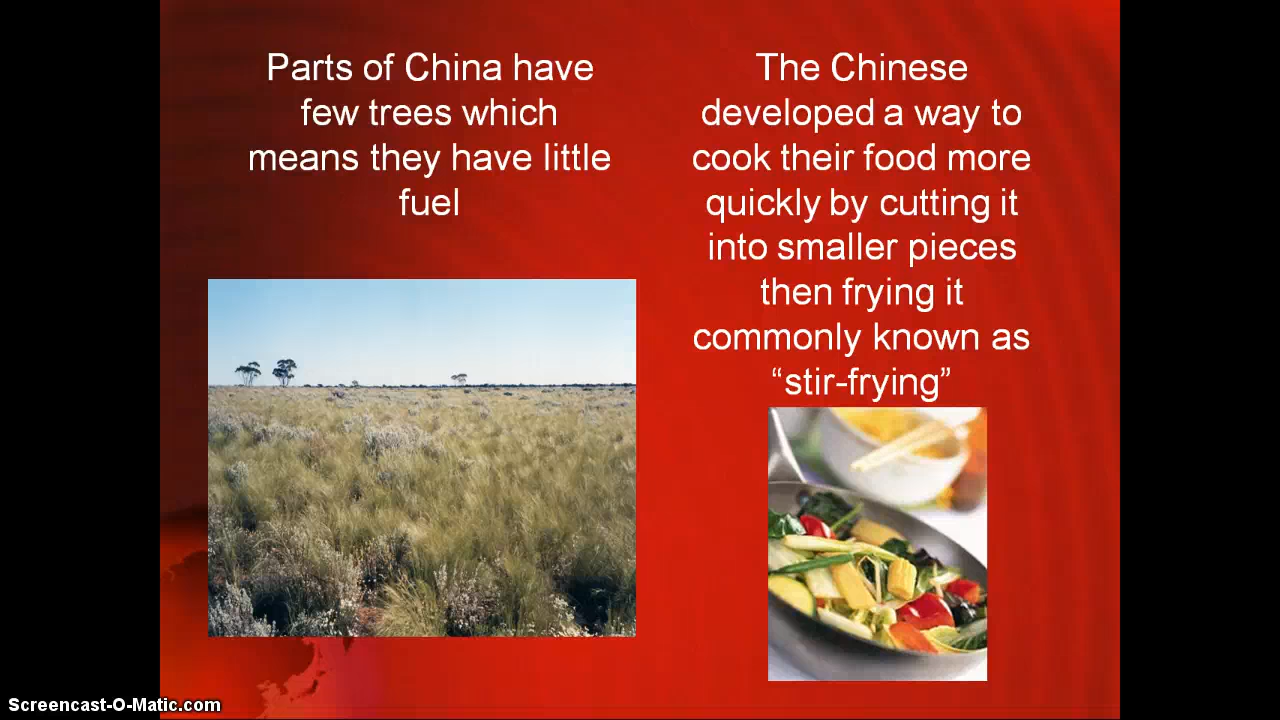 Parts of China have
few trees which
means they have little
fuel
The Chinese
developed a way to
cook their food more
quickly by cutting it
into smaller pieces
then frying it
commonly known as
“stir-frying”
Screencast-O-Matic.com